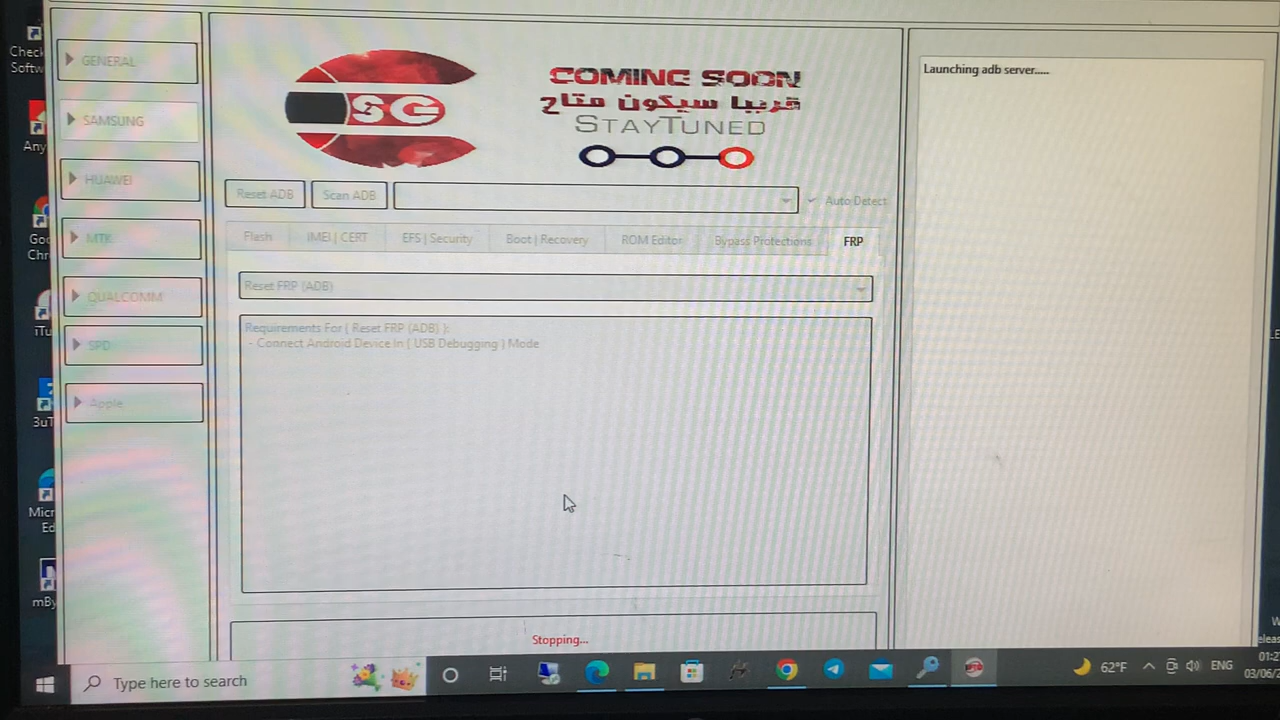 Check
Softw
Any
Goo
Chr
iTu
3uT
Micr
Ed
mBy
GENERAL
SAMSUNG
HUAWEI
MTK
QUALCOMM
SPD
Apple
SG
COMING SOON
قريبا سيكون متاح
STAYTUNED
Reset ADB
Scan ADB
Auto Detect
Flash
IMEI | CERT
EFS | Security
Boot | Recovery
ROM Editor
Bypass Protections
FRP
Reset FRP (ADB)
Requirements For [ Reset FRP (ADB) ]:
- Connect Android Device In [ USB Debugging ] Mode
Stopping...
Launching adb server.....
Type here to search
62°F
ENG
01:2
03/06/2